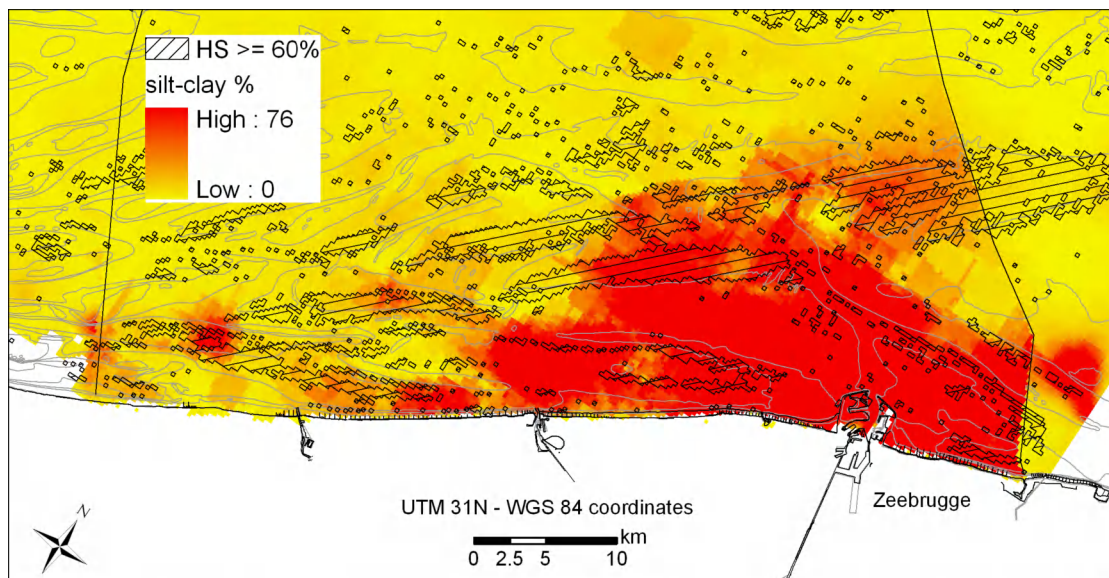 HS >= 60%
silt-clay %
High : 76
Low : 0
UTM 31N - WGS 84 coordinates
Zeebrugge
km
0 2.5 5 10
N